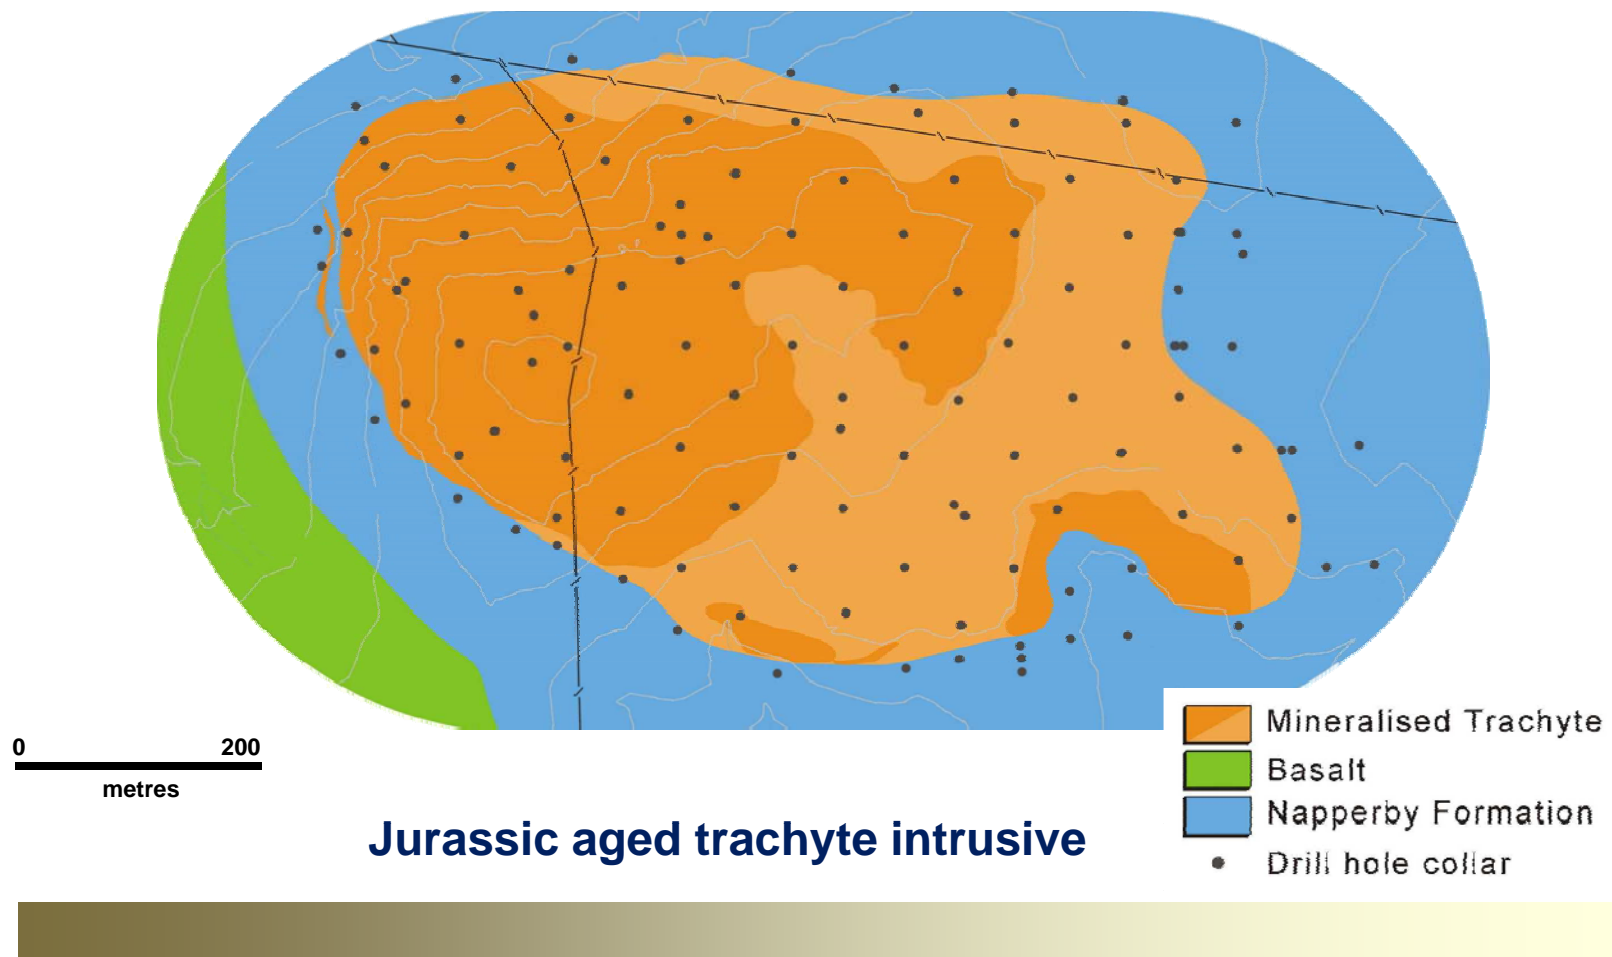 0 200
metres
Jurassic aged trachyte intrusive
Mineralised Trachyte
Basalt
Napperby Formation
Drill hole collar